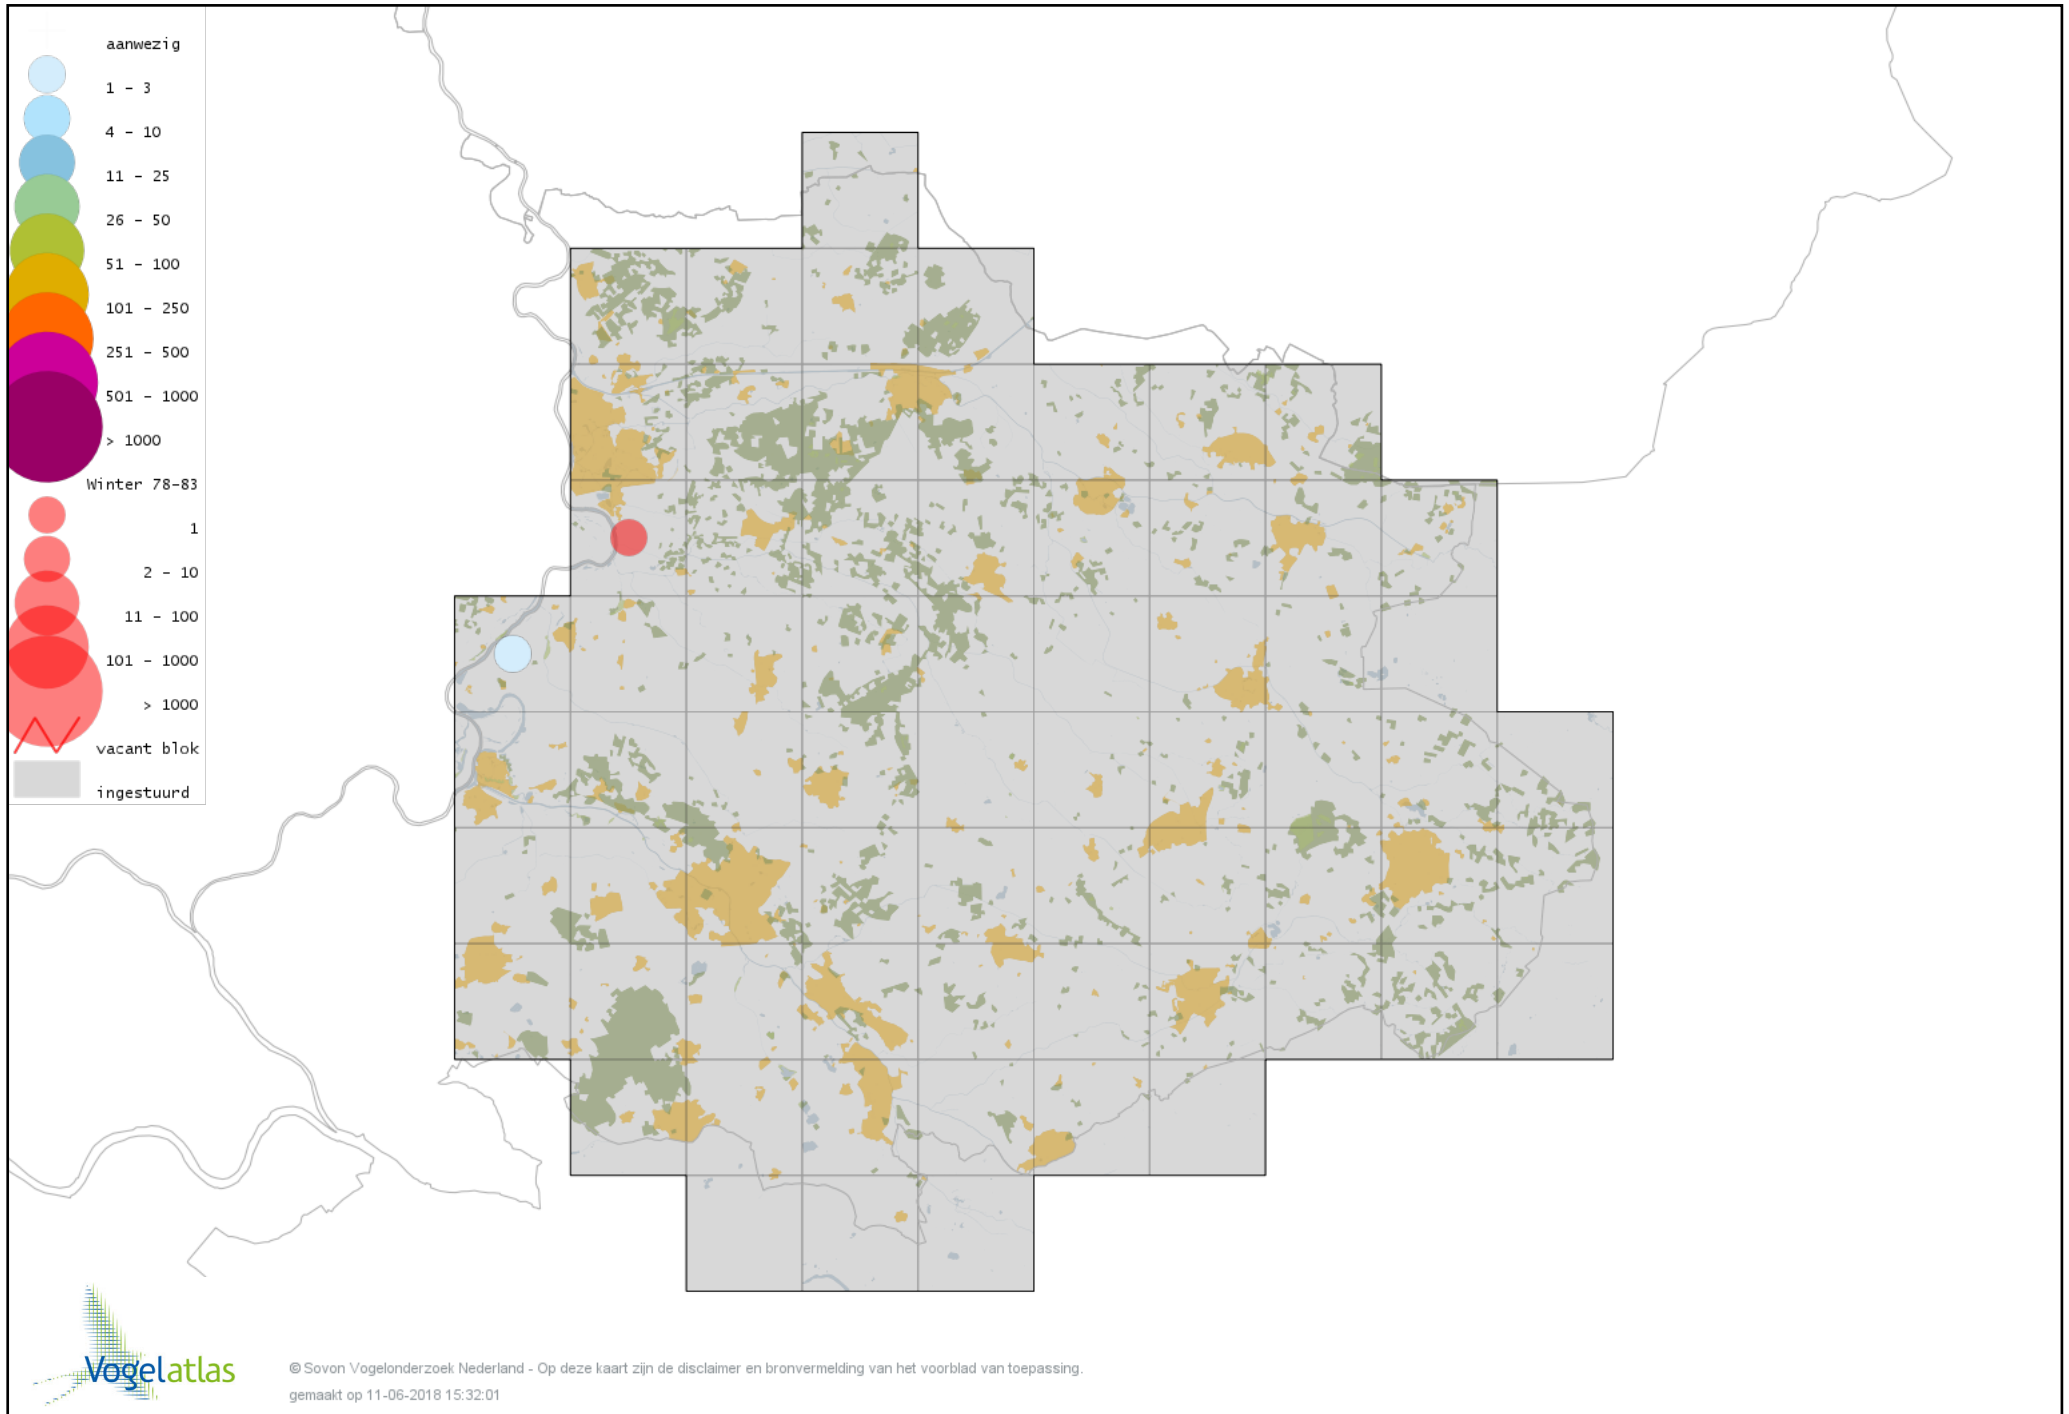 aanwezig
1 – 3
4 – 10
11 – 25
26 – 50
51 – 100
101 – 250
251 – 500
501 – 1000
> 1000
Winter 78–83
1
2 – 10
11 – 100
101 – 1000
> 1000
vacant blok
ingestuurd
Vogelatlas
© Sovon Vogelonderzoek Nederland - Op deze kaart zijn de disclaimer en bronvermelding van het voorblad van toepassing.
gemaakt op 11-06-2018 15:32:01